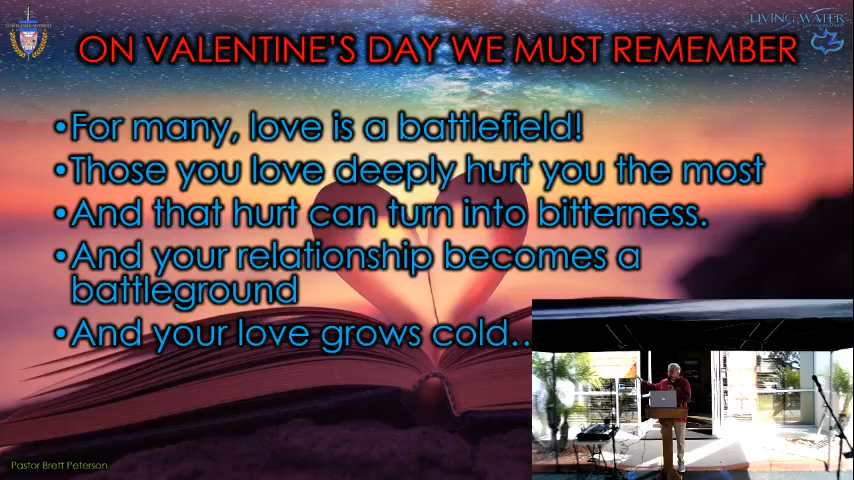 LIVING WATER
ON VALENTINE'S DAY WE MUST REMEMBER
•For many, love is a battlefield!
•Those you love deeply hurt you the most
•And that hurt can turn into bitterness.
•And your relationship becomes a
battleground
•And your love grows cold...
Pastor Brett Peterson